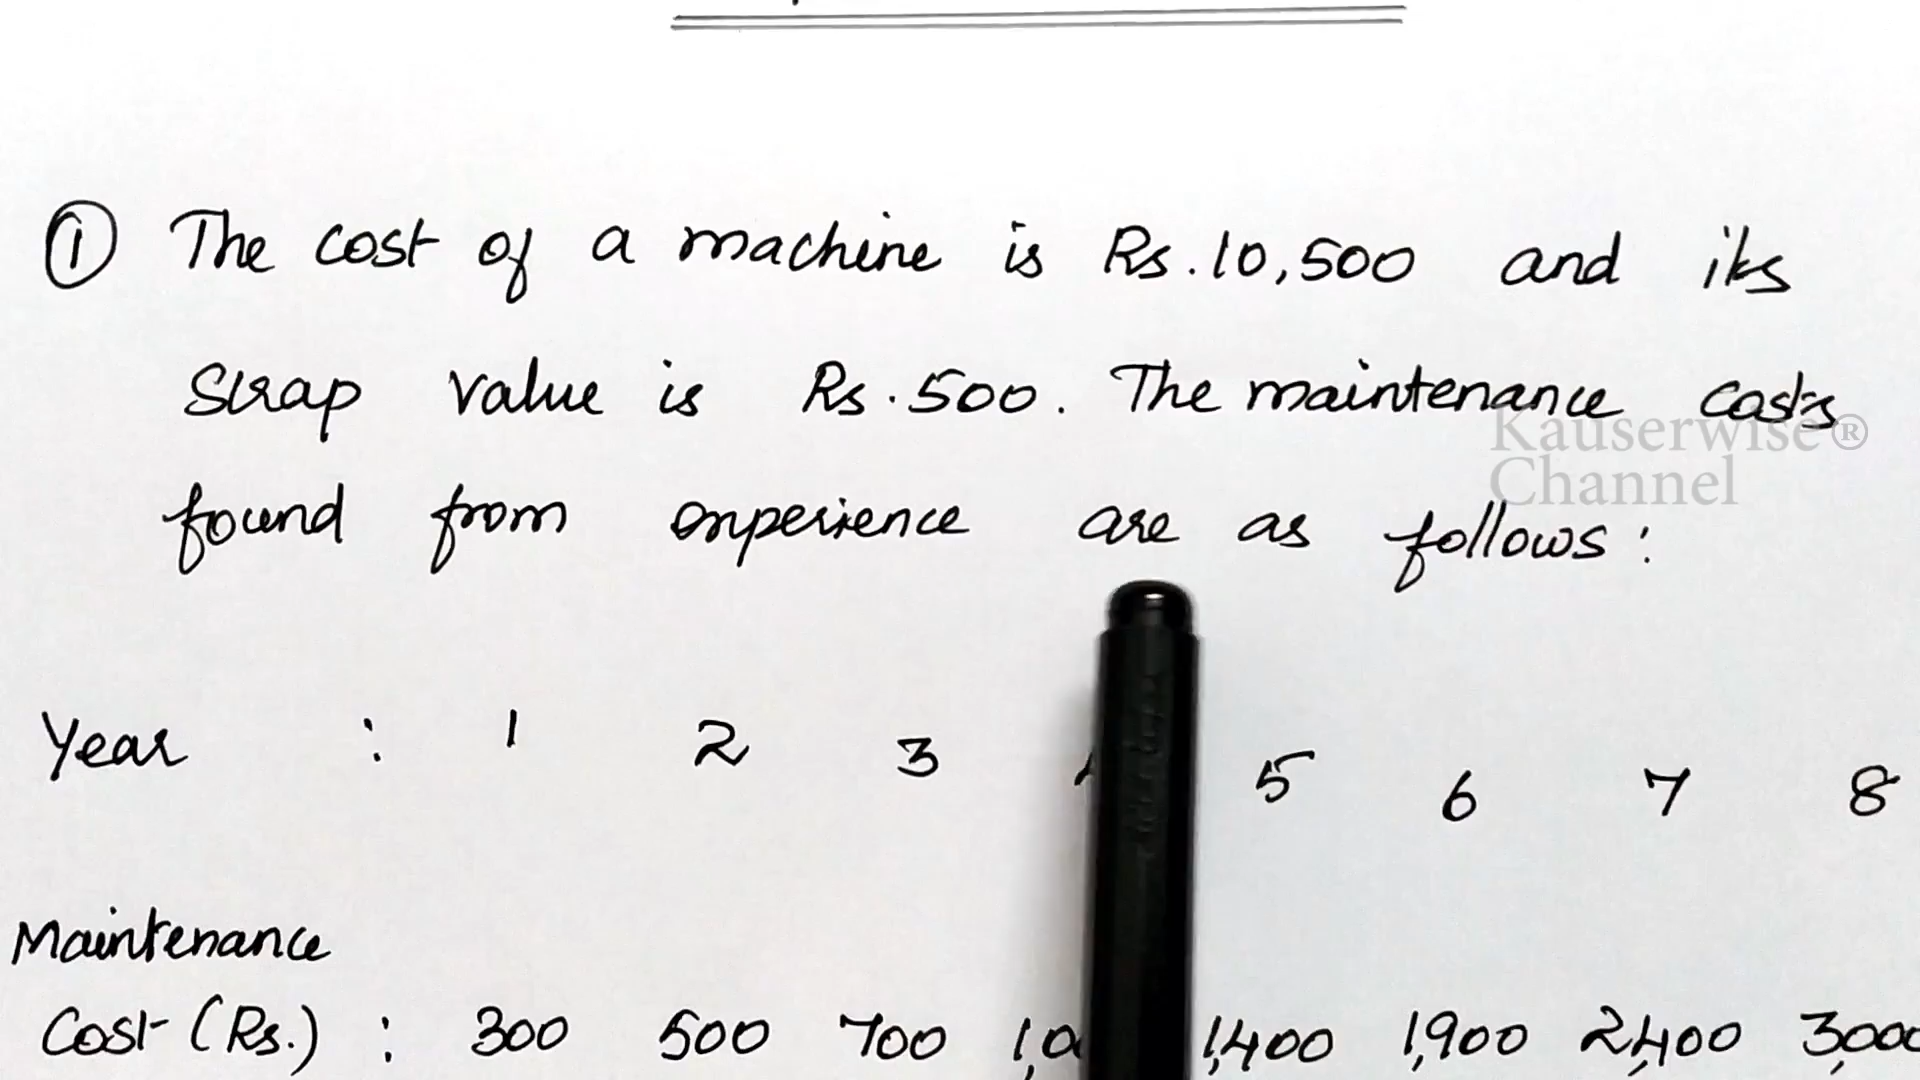 ① The cost of a machine is Rs.10,500 and its
Scrap value is Rs.500. The maintenance costs
Kauserwise®
Channel
found from experience are as follows:
Year : 1 2 3 5 6 7 8
Maintenance
Cost (Rs.) : 300 500 700 1,400 1,900 2,400 3,000